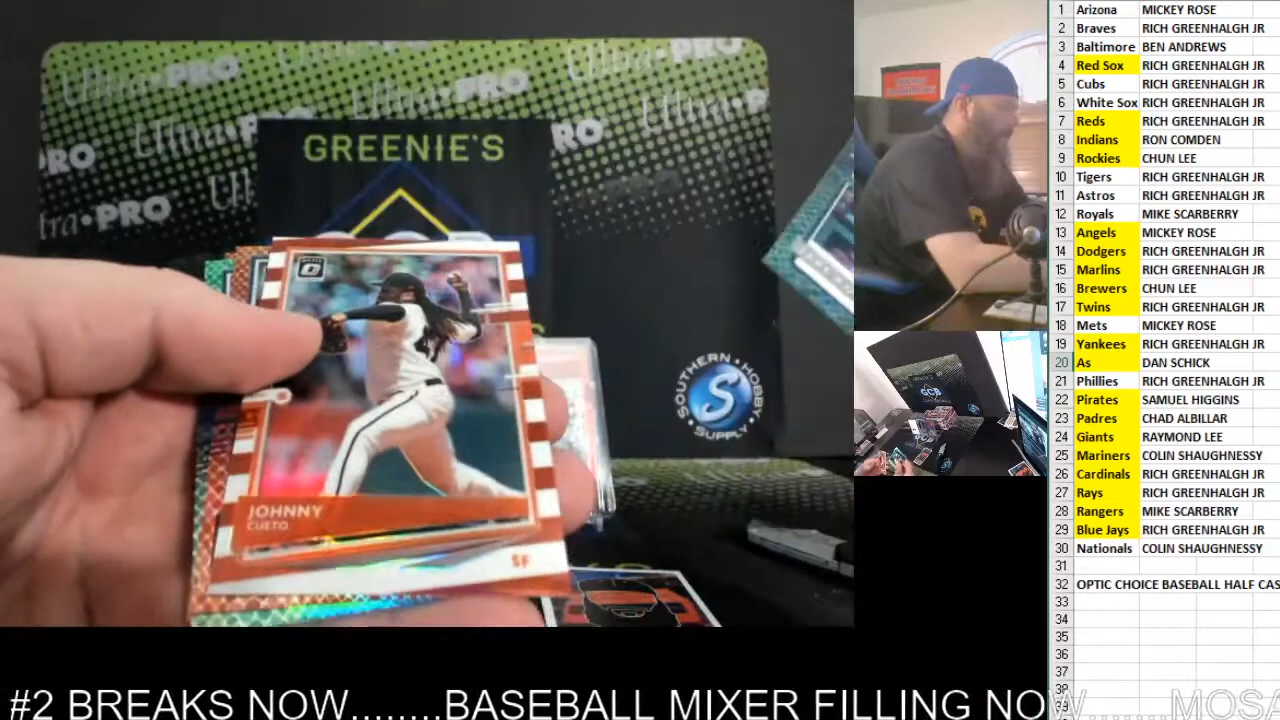 Ultra•PRO
GREENIE'S
JOHNNY
CUETO
SF
SOUTHERN • HOBBY • SUPPLY
S
GCB
1 Arizona MICKEY ROSE
2 Braves RICH GREENHALGH JR
3 Baltimore BEN ANDREWS
4 Red Sox RICH GREENHALGH JR
5 Cubs RICH GREENHALGH JR
6 White Sox RICH GREENHALGH JR
7 Reds RICH GREENHALGH JR
8 Indians RON COMDEN
9 Rockies CHUN LEE
10 Tigers RICH GREENHALGH JR
11 Astros RICH GREENHALGH JR
12 Royals MIKE SCARBERRY
13 Angels MICKEY ROSE
14 Dodgers RICH GREENHALGH JR
15 Marlins RICH GREENHALGH JR
16 Brewers CHUN LEE
17 Twins RICH GREENHALGH JR
18 Mets MICKEY ROSE
19 Yankees RICH GREENHALGH JR
20 As DAN SCHICK
21 Phillies RICH GREENHALGH JR
22 Pirates SAMUEL HIGGINS
23 Padres CHAD ALBILLAR
24 Giants RAYMOND LEE
25 Mariners COLIN SHAUGHNESSY
26 Cardinals RICH GREENHALGH JR
27 Rays RICH GREENHALGH JR
28 Rangers MIKE SCARBERRY
29 Blue Jays RICH GREENHALGH JR
30 Nationals COLIN SHAUGHNESSY
31
32 OPTIC CHOICE BASEBALL HALF CAS
33
34
35
36
37
38
39
#2 BREAKS NOW........BASEBALL MIXER FILLING NOW........MOSA